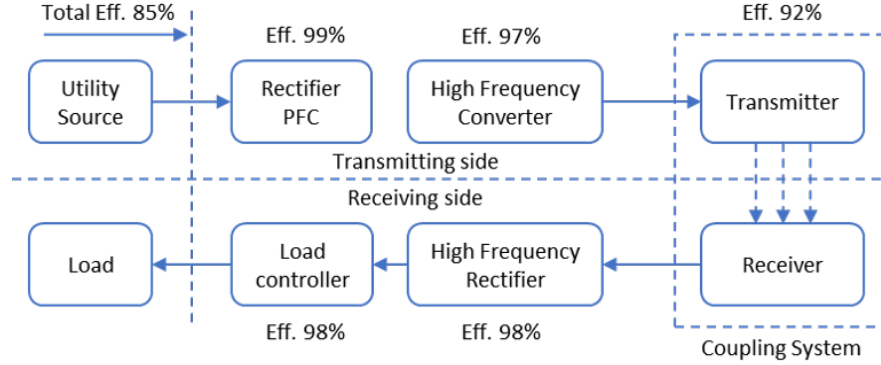 Total Eff. 85%
Eff. 99%
Eff. 97%
Eff. 92%
Utility
Source
Rectifier
PFC
High Frequency
Converter
Transmitter
Transmitting side
Receiving side
Load
Load
controller
High Frequency
Rectifier
Receiver
Eff. 98%
Eff. 98%
Coupling System